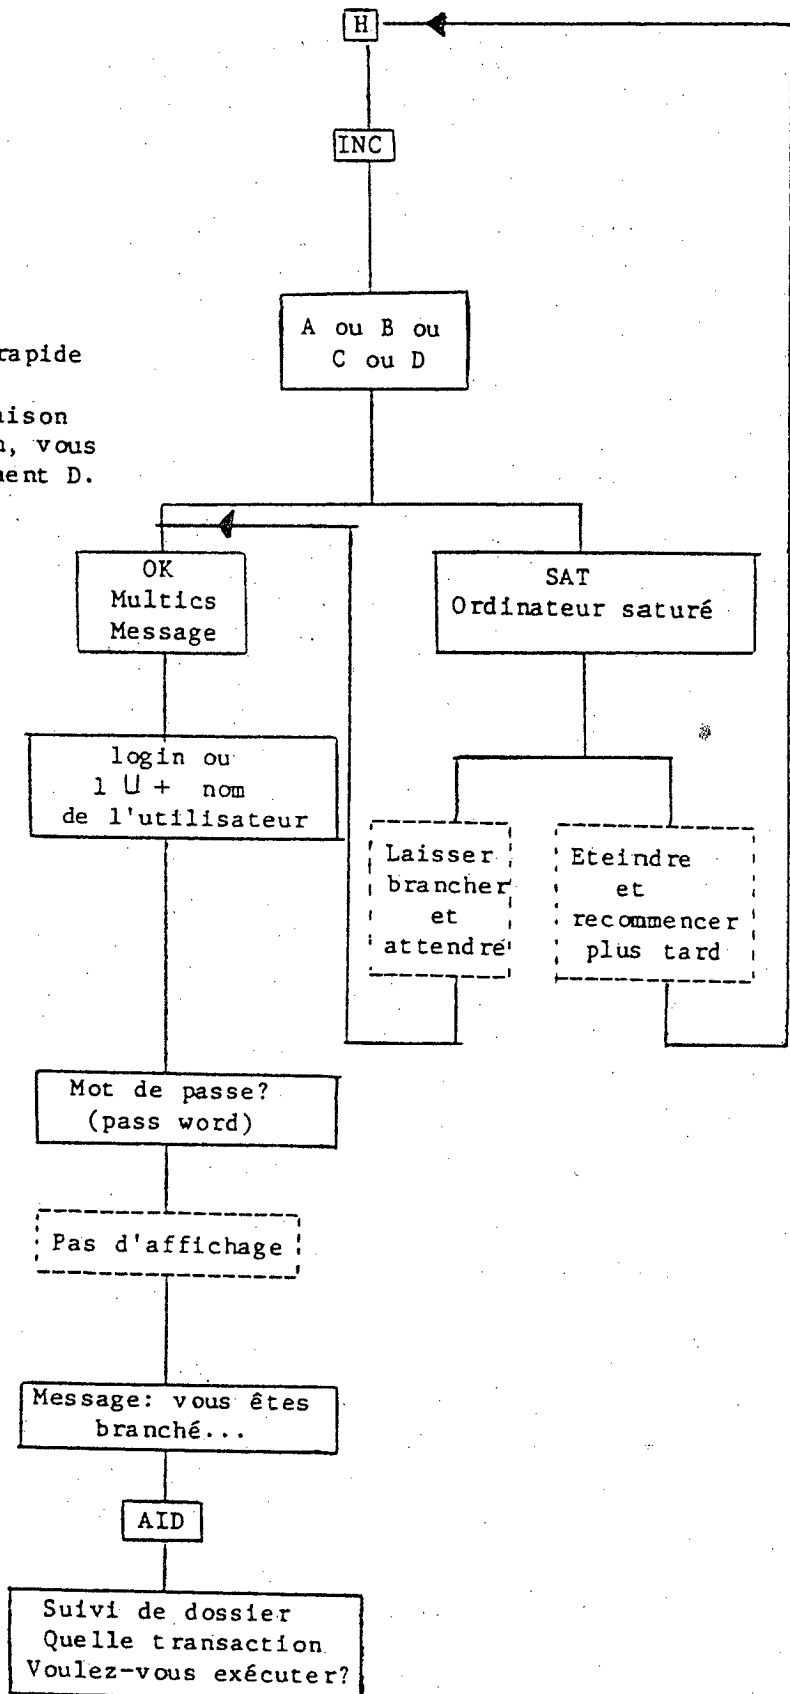 H
INC
A ou B ou
C ou D
rapide
aison
n, vous
ment D.
OK
Multics
Message
SAT
Ordinateur saturé
login ou
l U + nom
de l'utilisateur
Laisser
brancher
et
attendre
Eteindre
et
recommencer
plus tard
Mot de passe?
(pass word)
Pas d'affichage
Message: vous êtes
branché...
AID
Suivi de dossier
Quelle transaction
Voulez-vous exécuter?